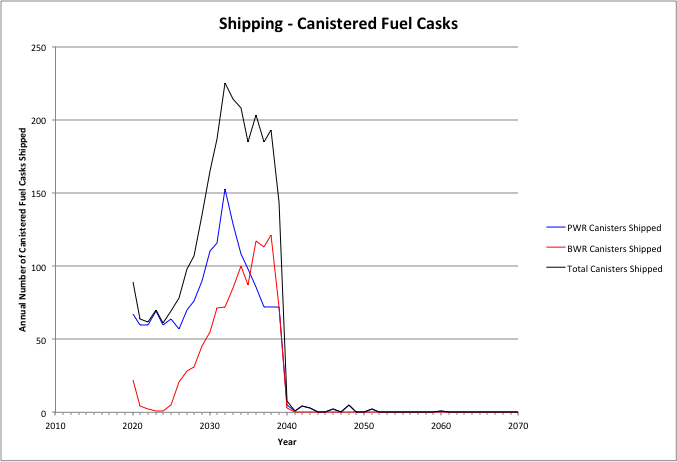 Shipping - Canistered Fuel Casks
Annual Number of Canistered Fuel Casks Shipped
250
200
150
100
50
0
2010 2020 2030 2040 2050 2060 2070
Year
PWR Canisters Shipped
BWR Canisters Shipped
Total Canisters Shipped